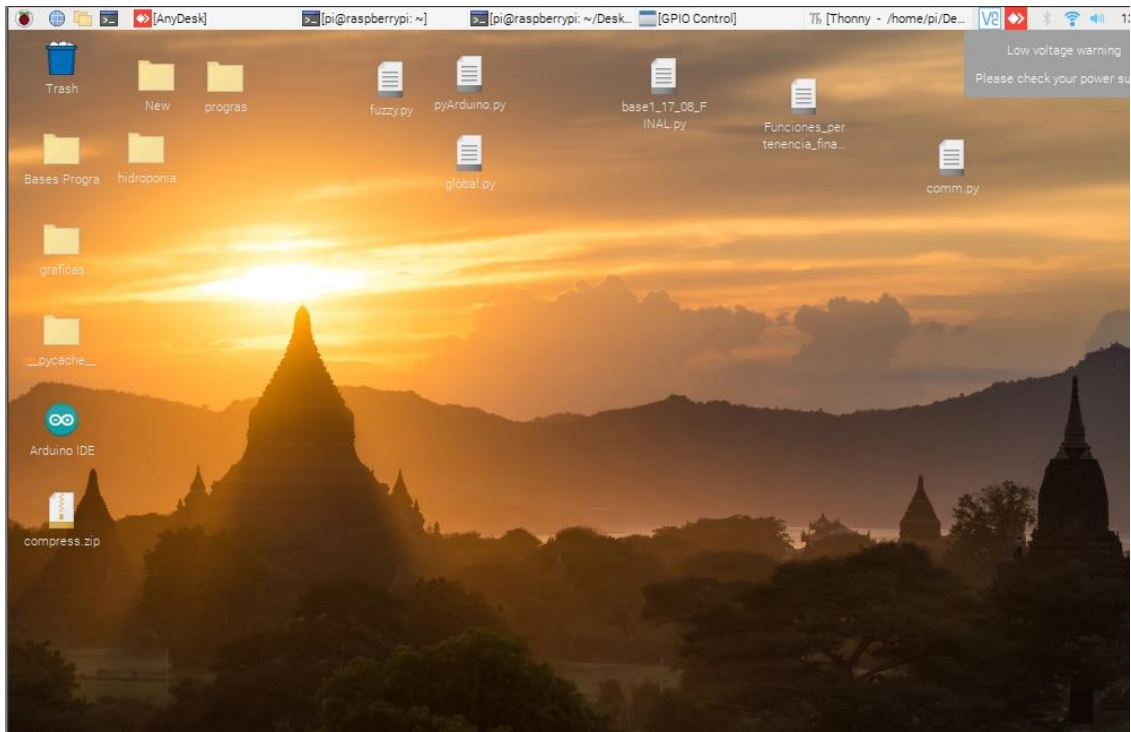 [AnyDesk]
[pi@raspberrypi: ~]
[pi@raspberrypi: ~/Desk...
[GPIO Control]
Th [Thonny - /home/pi/De...
V2
Low voltage warning
Please check your power su
Trash
New
progras
fuzzy.py
pyArduino.py
base1_17_08_F
INAL.py
Funciones_per
tenencia_fina...
Bases Progra
hidroponia
global.py
comm.py
graficas
__pycache__
Arduino IDE
compress.zip